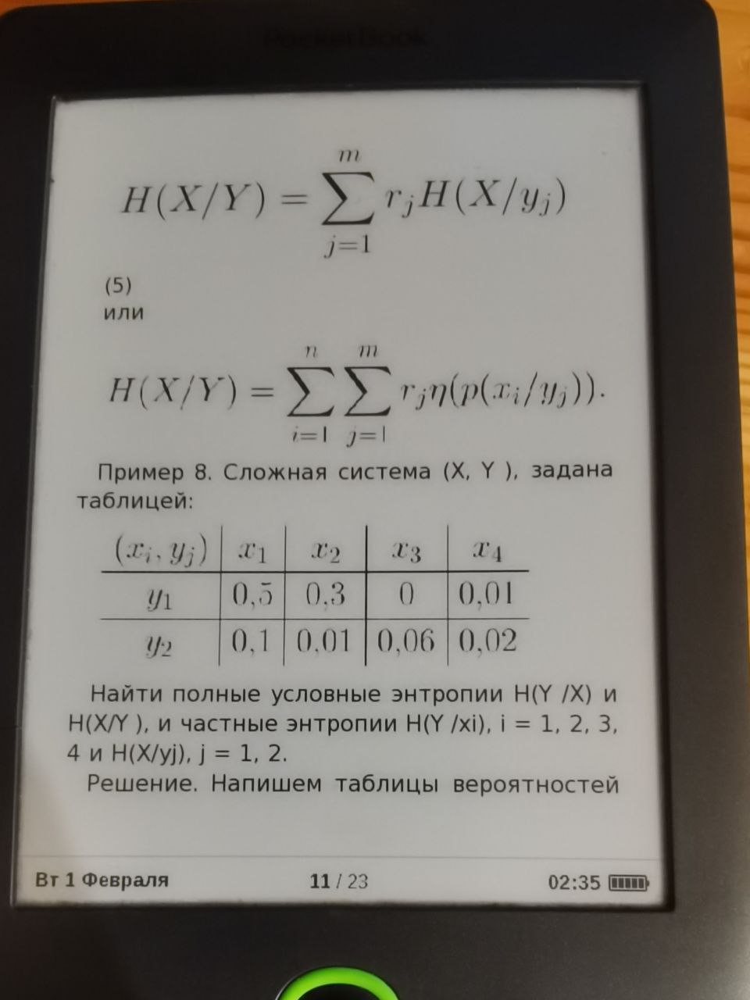 PocketBook
H(X/Y) = \sum_{j=1}^{m} r_j H(X/y_j)
(5)
или
H(X/Y) = \sum_{i=1}^{n} \sum_{j=1}^{m} r_j η(p(x_i/y_j)).
Пример 8. Сложная система (X, Y ), задана
таблицей:
(x_i, y_j) x_1 x_2 x_3 x_4
y_1 0,5 0,3 0 0,01
y_2 0,1 0,01 0,06 0,02
Найти полные условные энтропии H(Y /X) и
H(X/Y ), и частные энтропии H(Y /xi), i = 1, 2, 3,
4 и H(X/yj), j = 1, 2.
Решение. Напишем таблицы вероятностей
Вт 1 Февраля 11 / 23 02:35